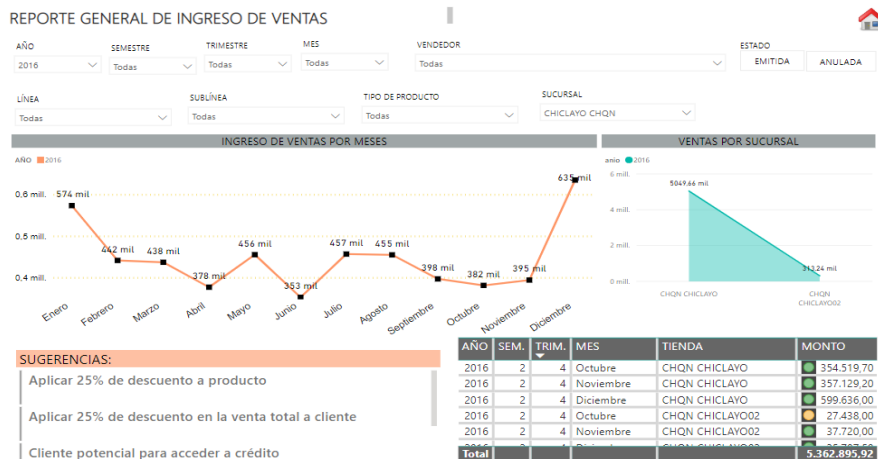 REPORTE GENERAL DE INGRESO DE VENTAS
AÑO SEMESTRE TRIMESTRE MES VENDEDOR ESTADO
2016 Todas Todas Todas Todas EMITIDA ANULADA
LÍNEA SUBLÍNEA TIPO DE PRODUCTO SUCURSAL
Todas Todas Todas CHICLAYO CHQN
INGRESO DE VENTAS POR MESES
AÑO 2016
0,6 mill.
0,5 mill.
0,4 mill.
574 mil
442 mil
438 mil
378 mil
456 mil
353 mil
457 mil
455 mil
398 mil
382 mil
395 mil
635 mil
Enero
Febrero
Marzo
Abril
Mayo
Junio
Julio
Agosto
Septiembre
Octubre
Noviembre
Diciembre
VENTAS POR SUCURSAL
anio 2016
6 mill.
4 mill.
2 mill.
0 mill.
5049,66 mil
313,24 mil
CHQN CHICLAYO
CHQN
CHICLAYO02
SUGERENCIAS:
Aplicar 25% de descuento a producto
Aplicar 25% de descuento en la venta total a cliente
Cliente potencial para acceder a crédito
AÑO SEM. TRIM. MES TIENDA MONTO
2016 2 4 Octubre CHQN CHICLAYO 354.519,70
2016 2 4 Noviembre CHQN CHICLAYO 357.129,20
2016 2 4 Diciembre CHQN CHICLAYO 599.636,00
2016 2 4 Octubre CHQN CHICLAYO02 27.438,00
2016 2 4 Noviembre CHQN CHICLAYO02 37.720,00
Total 5.362.895,92